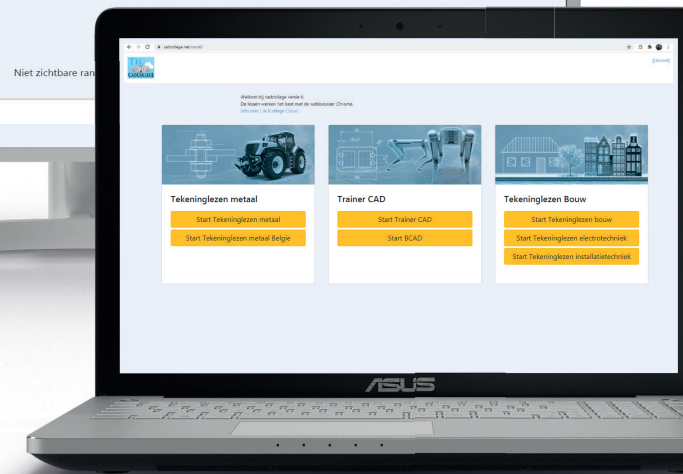 Niet zichtbare ran
cadcollege.net
CADCOLLEGE
Welkom bij cadcollege versie 6.
De lessen werken het best met de webbrowser Chrome.
Tekeninglezen metaal
Start Tekeninglezen metaal
Start Tekeninglezen metaal Belgie
Trainer CAD
Start Trainer CAD
Start BCAD
Tekeninglezen Bouw
Start Tekeninglezen bouw
Start Tekeninglezen electrotechniek
Start Tekeninglezen installatietechniek
ASUS